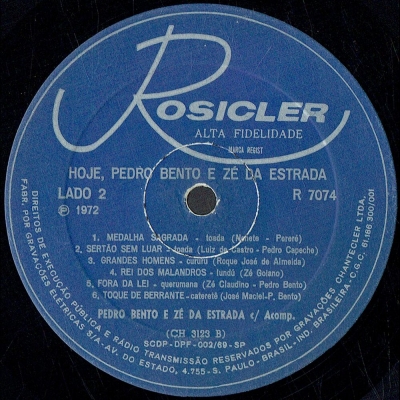 ROSICLER
ALTA FIDELIDADE
MARCA REGIST
HOJE, PEDRO BENTO E ZÉ DA ESTRADA
LADO 2 R 7074
℗ 1972
1. MEDALHA SAGRADA - toada (Nenete - Pereré)
2. SERTÃO SEM LUAR - toada (Luiz de Castro - Pedro Capeche)
3. GRANDES HOMENS - cururú (Roque José de Almeida)
4. REI DOS MALANDROS - lundú (Zé Goiano)
5. FORA DA LEI - querumana (Zé Claudino - Pedro Bento)
6. TOQUE DE BERRANTE - cateretê (José Maciel-P. Bento)
PEDRO BENTO E ZÉ DA ESTRADA c/ Acomp.
(CH 3123 B)
SCDP-DPF-002/69-SP
DIREITOS DE EXECUÇÃO PÚBLICA E RÁDIO TRANSMISSÃO RESERVADOS POR GRAVAÇÕES CHANTECLER LTDA.
FABR. POR GRAVAÇÕES ELÉTRICAS S/A-AV. DO ESTADO, 4.755-S. PAULO-BRASIL-IND. BRASIL. C.G.C. 61.186.300/001